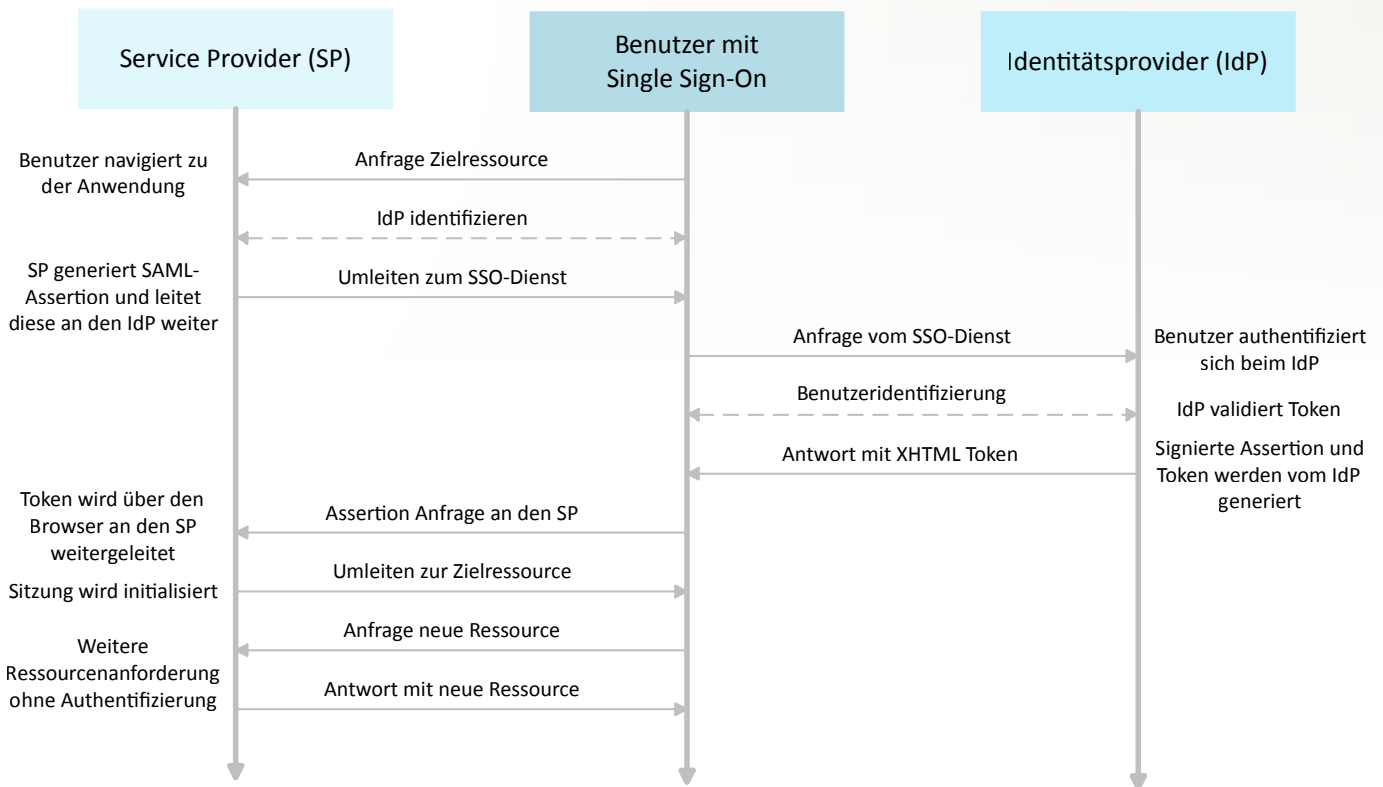 Service Provider (SP)
Benutzer mit
Single Sign-On
Identitätsprovider (IdP)
Benutzer navigiert zu
der Anwendung
Anfrage Zielressource
IdP identifizieren
SP generiert SAML-
Assertion und leitet
diese an den IdP weiter
Umleiten zum SSO-Dienst
Anfrage vom SSO-Dienst
Benutzer authentifiziert
sich beim IdP
Benutzeridentifizierung
IdP validiert Token
Antwort mit XHTML Token
Signierte Assertion und
Token werden vom IdP
generiert
Token wird über den
Browser an den SP
weitergeleitet
Assertion Anfrage an den SP
Sitzung wird initialisiert
Umleiten zur Zielressource
Anfrage neue Ressource
Weitere
Ressourcenanforderung
ohne Authentifizierung
Antwort mit neue Ressource